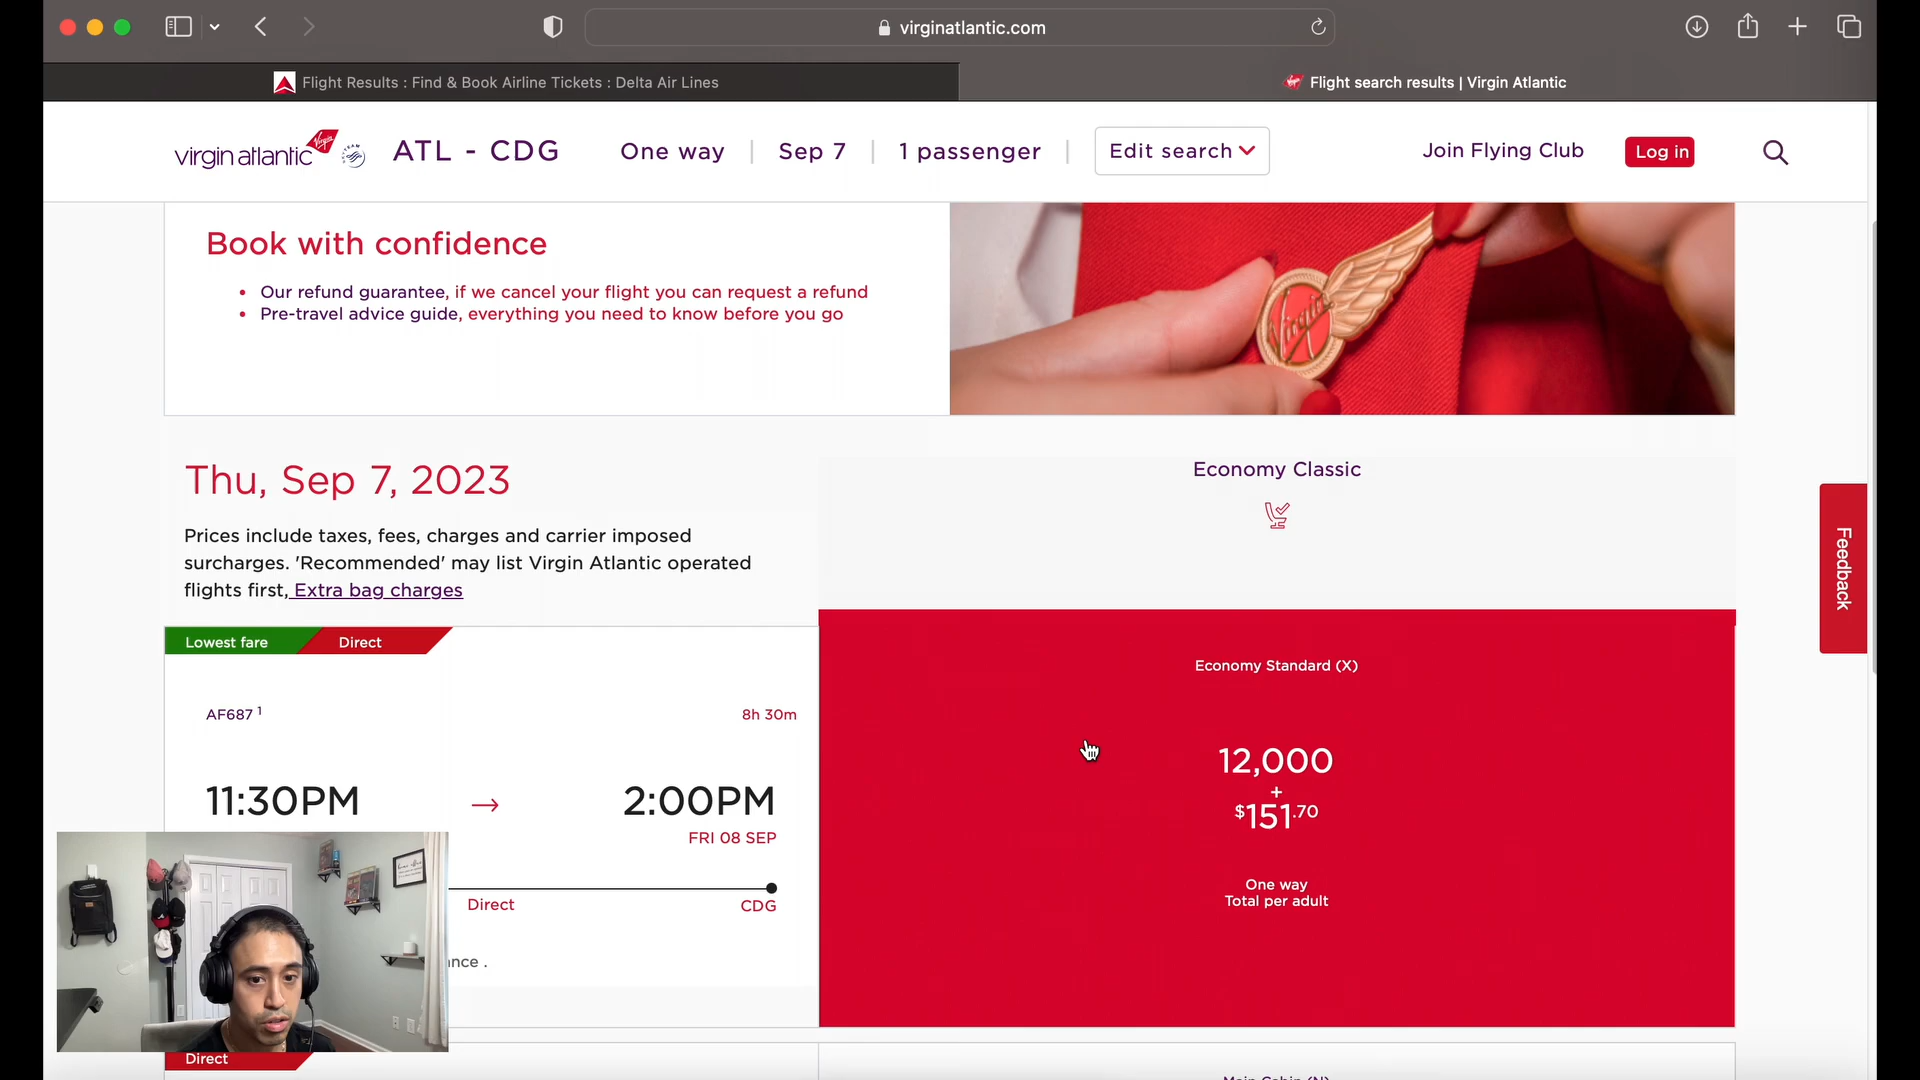 virginatlantic.com
Flight Results : Find & Book Airline Tickets : Delta Air Lines
Flight search results | Virgin Atlantic
virgin atlantic
ATL - CDG
One way
Sep 7
1 passenger
Edit search
Join Flying Club
Log in
Book with confidence
• Our refund guarantee, if we cancel your flight you can request a refund
• Pre-travel advice guide, everything you need to know before you go
Virgin
Thu, Sep 7, 2023
Prices include taxes, fees, charges and carrier imposed
surcharges. 'Recommended' may list Virgin Atlantic operated
flights first, Extra bag charges
Economy Classic
Feedback
Lowest fare
Direct
AF687 1
8h 30m
11:30PM → 2:00PM
FRI 08 SEP
Direct
CDG
nce .
Economy Standard (X)
12,000
+
$151.70
One way
Total per adult
Direct
Main Cabin (N)